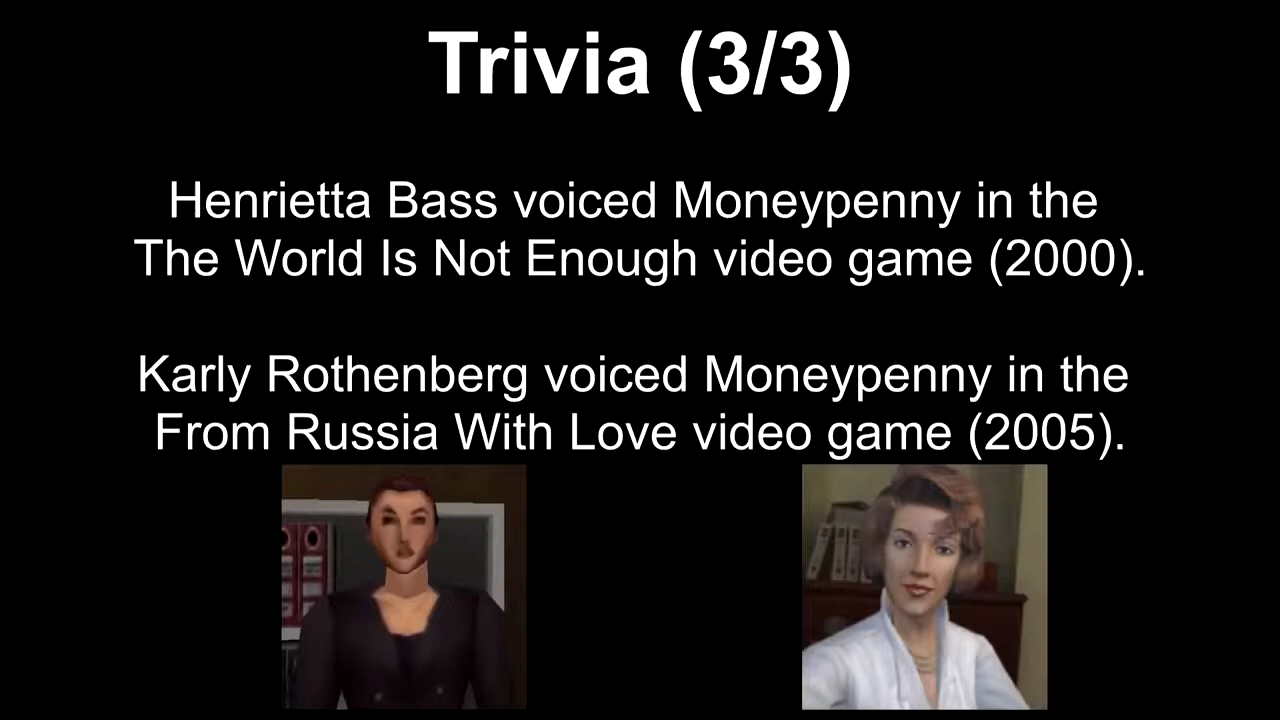 Trivia (3/3)
Henrietta Bass voiced Moneypenny in the
The World Is Not Enough video game (2000).
Karly Rothenberg voiced Moneypenny in the
From Russia With Love video game (2005).